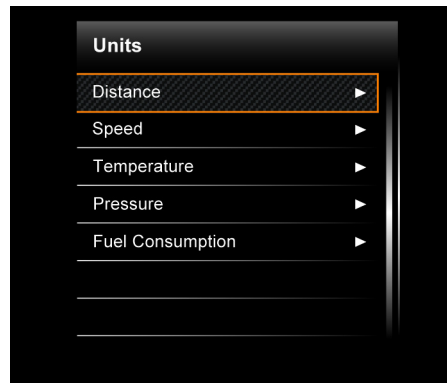 Units
Distance
Speed
Temperature
Pressure
Fuel Consumption